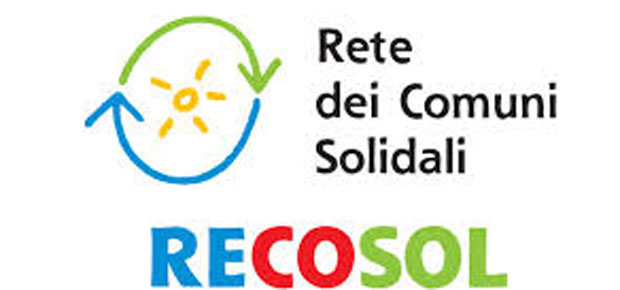 Rete
dei Comuni
Solidali
RECOSOL